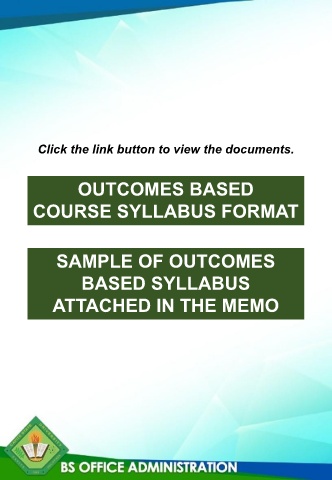 Click the link button to view the documents.
OUTCOMES BASED
COURSE SYLLABUS FORMAT
SAMPLE OF OUTCOMES
BASED SYLLABUS
ATTACHED IN THE MEMO
BS OFFICE ADMINISTRATION